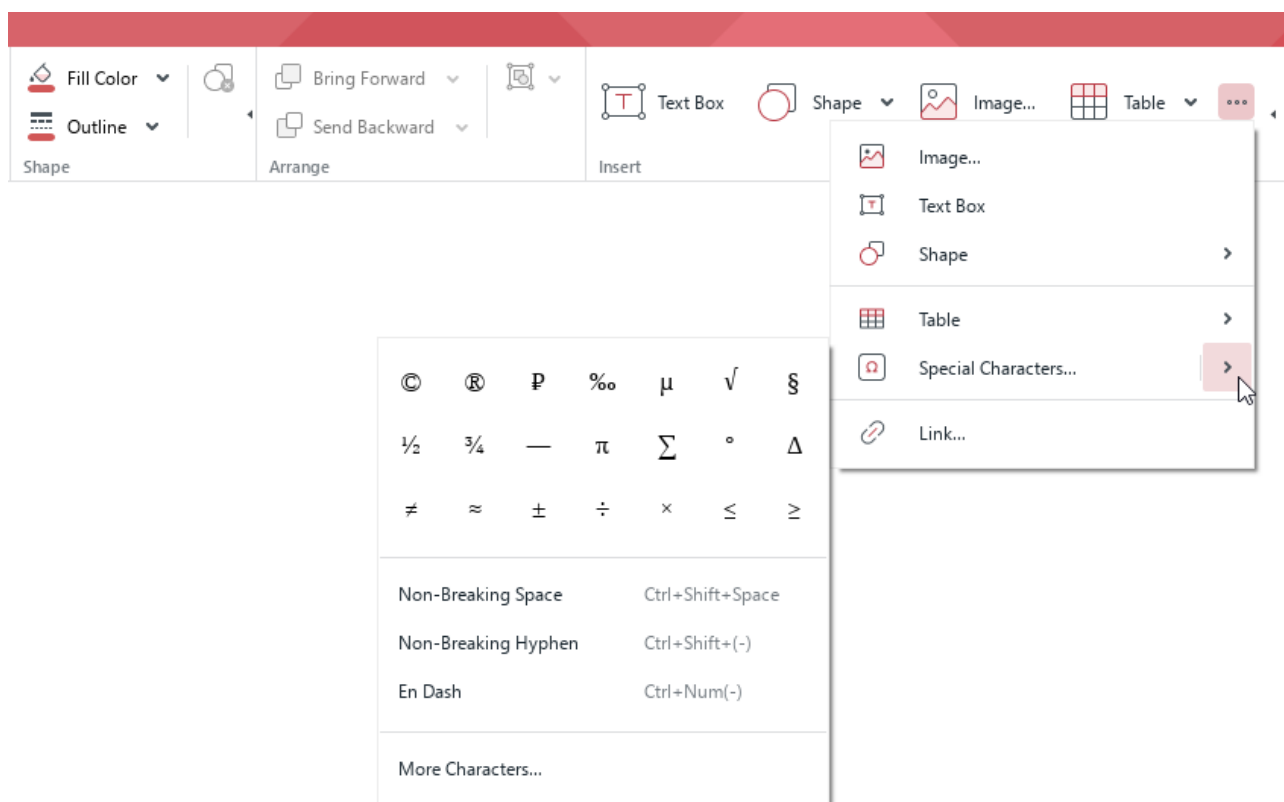 Fill Color
Bring Forward
Text Box
Shape
Image...
Table
Outline
Send Backward
Shape
Arrange
Insert
Image...
Text Box
Shape
Table
Special Characters...
Link...
© ® ₽ ‰ µ √ §
½ ¾ — π ∑ ° Δ
≠ ≈ ± ÷ × ≤ ≥
Non-Breaking Space Ctrl+Shift+Space
Non-Breaking Hyphen Ctrl+Shift+(-)
En Dash Ctrl+Num(-)
More Characters...